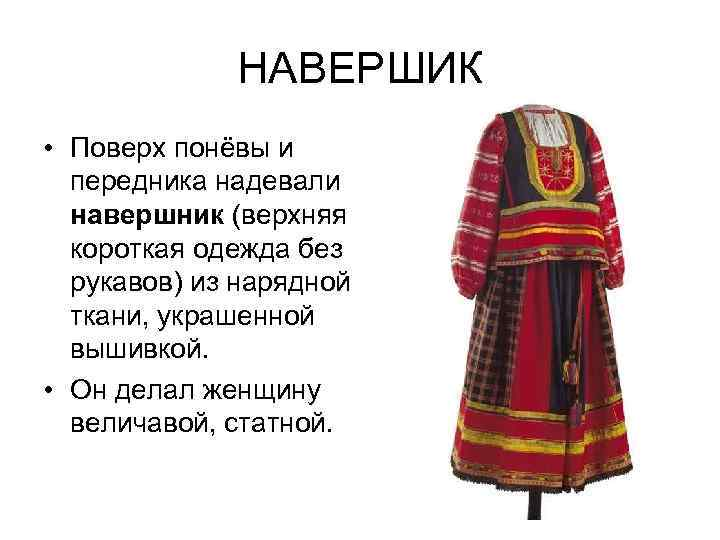 НАВЕРШИК
• Поверх понёвы и
передника надевали
навершник (верхняя
короткая одежда без
рукавов) из нарядной
ткани, украшенной
вышивкой.
• Он делал женщину
величавой, статной.